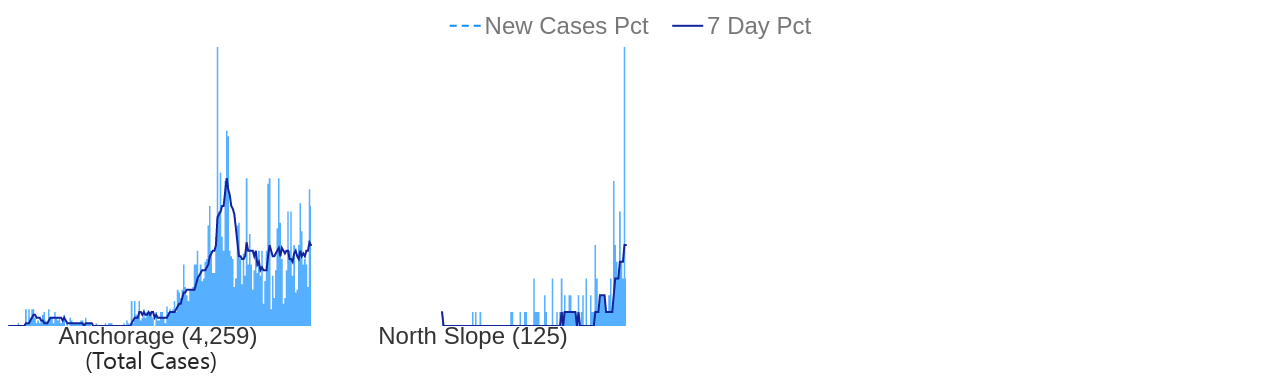 New Cases Pct 7 Day Pct
Anchorage (4,259) North Slope (125)
(Total Cases)